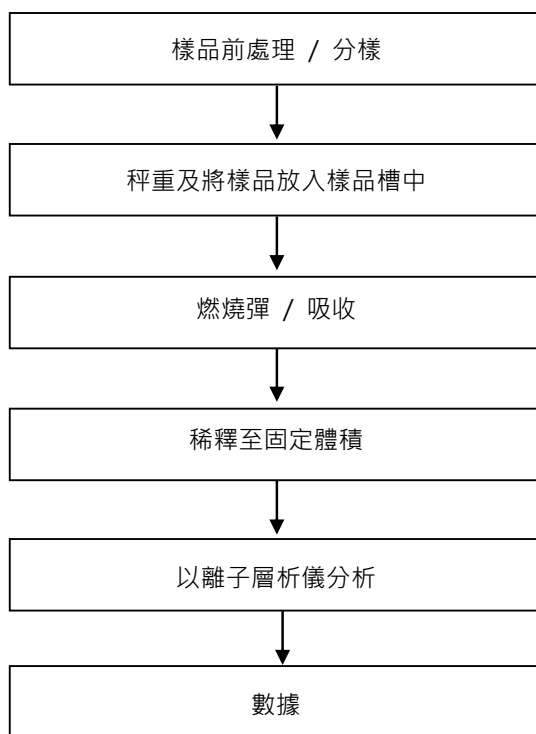 樣品前處理 / 分樣
秤重及將樣品放入樣品槽中
燃燒彈 / 吸收
稀釋至固定體積
以離子層析儀分析
數據